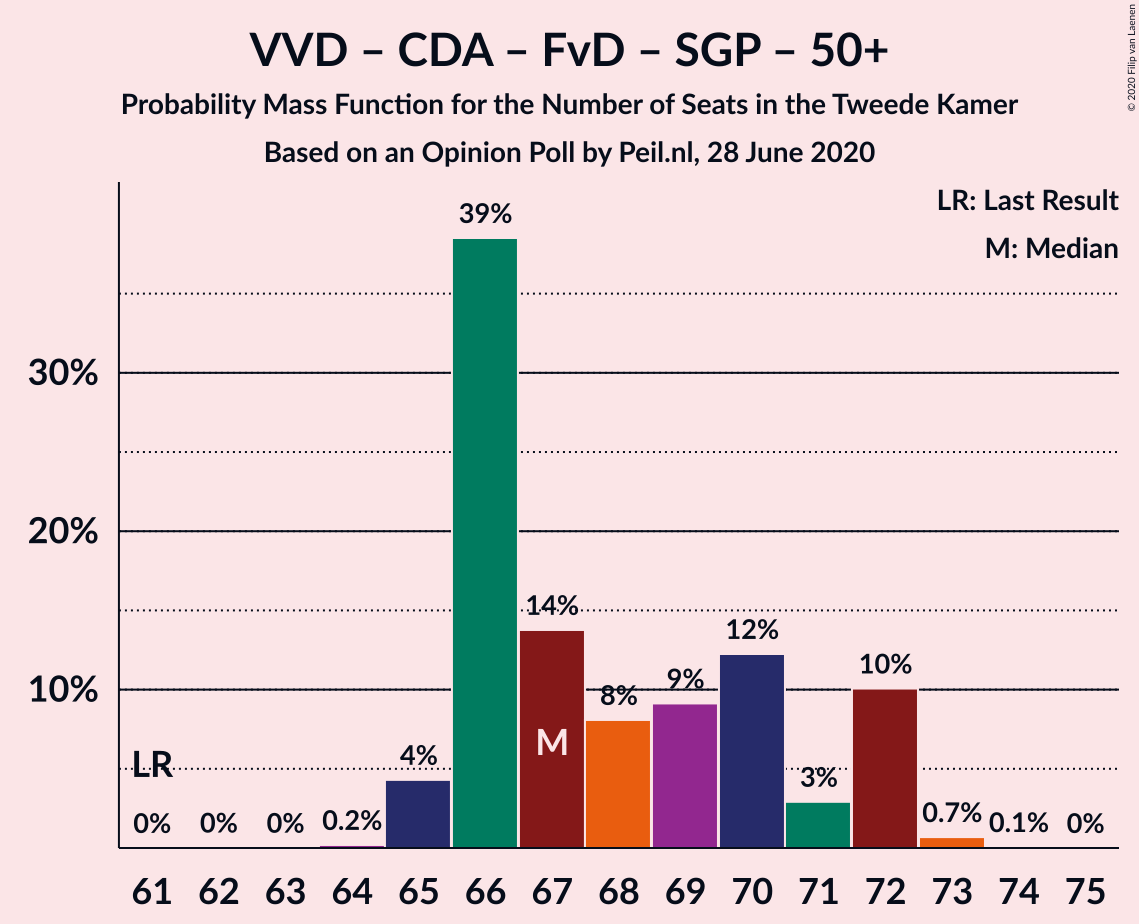 VVD – CDA – FvD – SGP – 50+
Probability Mass Function for the Number of Seats in the Tweede Kamer
Based on an Opinion Poll by Peil.nl, 28 June 2020
© 2020 Filip van Laenen
LR: Last Result
M: Median
39%
30%
20%
14%
12%
10%
10%
9%
8%
M
LR
4%
3%
0%
0%
0%
0.2%
0.7%
0.1%
0%
61 62 63 64 65 66 67 68 69 70 71 72 73 74 75